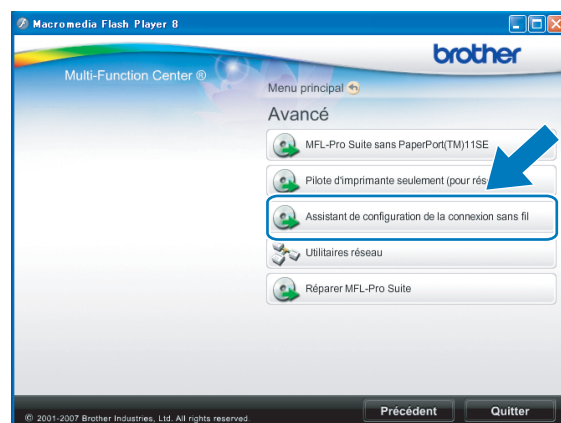 Macromedia Flash Player 8
brother
Multi-Function Center ®
Menu principal
Avancé
MFL-Pro Suite sans PaperPort(TM)11SE
Pilote d'imprimante seulement (pour
Assistant de configuration de la connexion sans fil
Utilitaires réseau
Réparer MFL-Pro Suite
Précédent
Quitter
© 2001-2007 Brother Industries, Ltd. All rights reserved.